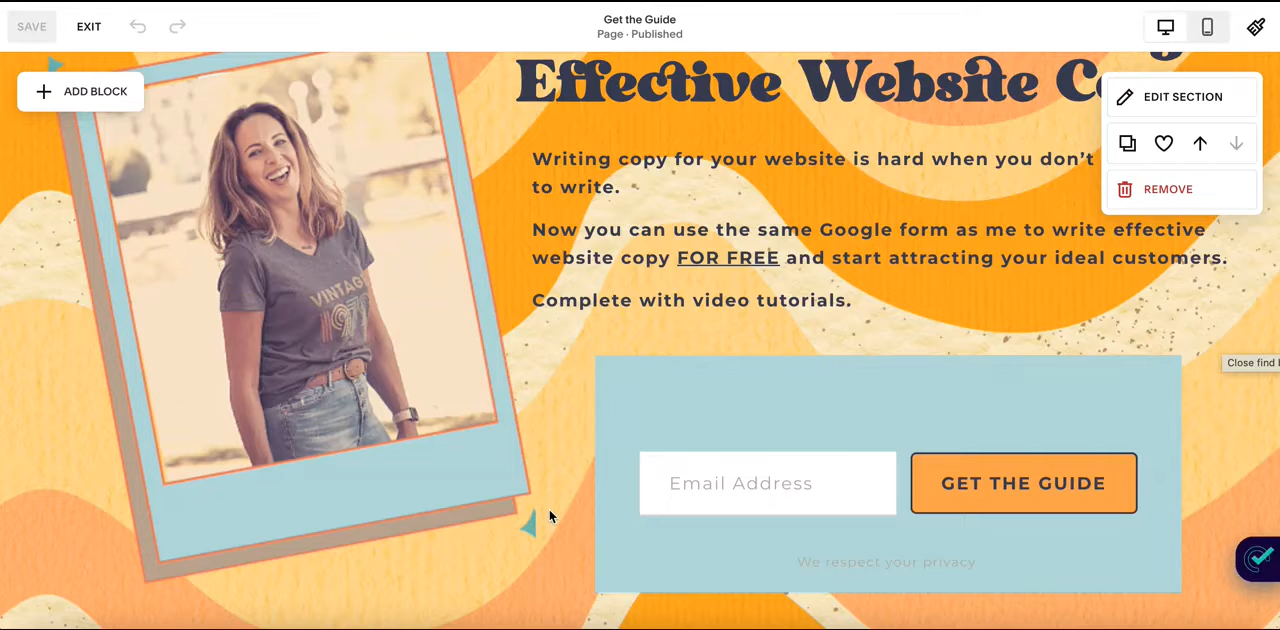 SAVE
EXIT
Get the Guide
Page · Published
ADD BLOCK
Effective Website
EDIT SECTION
REMOVE
Writing copy for your website is hard when you don't
to write.
Now you can use the same Google form as me to write effective
website copy FOR FREE and start attracting your ideal customers.
Complete with video tutorials.
VINTAGE
1970
Close find
Email Address
GET THE GUIDE
We respect your privacy